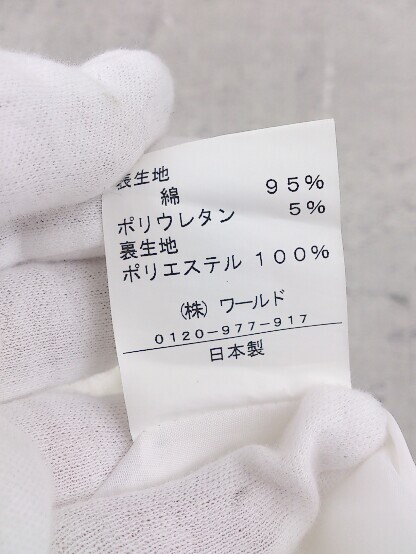 表生地
綿 95%
ポリウレタン 5%
裏生地
ポリエステル 100%
(株) ワールド
0120-977-917
日本製